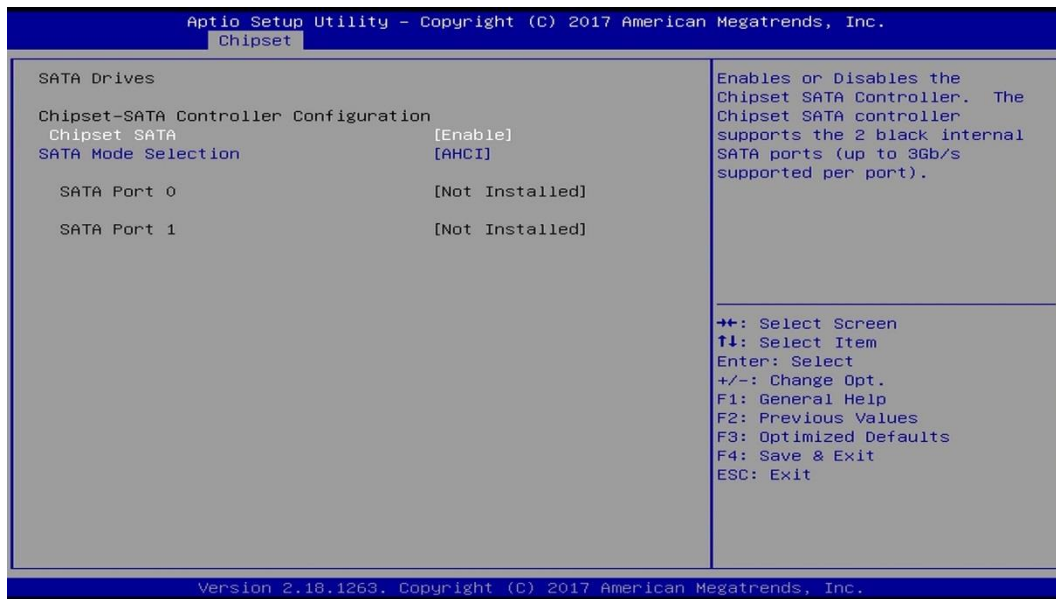 Aptio Setup Utility – Copyright (C) 2017 American Megatrends, Inc.
Chipset
SATA Drives
Chipset-SATA Controller Configuration
Chipset SATA [Enable]
SATA Mode Selection [AHCI]
SATA Port 0 [Not Installed]
SATA Port 1 [Not Installed]
Enables or Disables the
Chipset SATA Controller. The
Chipset SATA controller
supports the 2 black internal
SATA ports (up to 3Gb/s
supported per port).
→←: Select Screen
↑↓: Select Item
Enter: Select
+/-: Change Opt.
F1: General Help
F2: Previous Values
F3: Optimized Defaults
F4: Save & Exit
ESC: Exit
Version 2.18.1263. Copyright (C) 2017 American Megatrends, Inc.